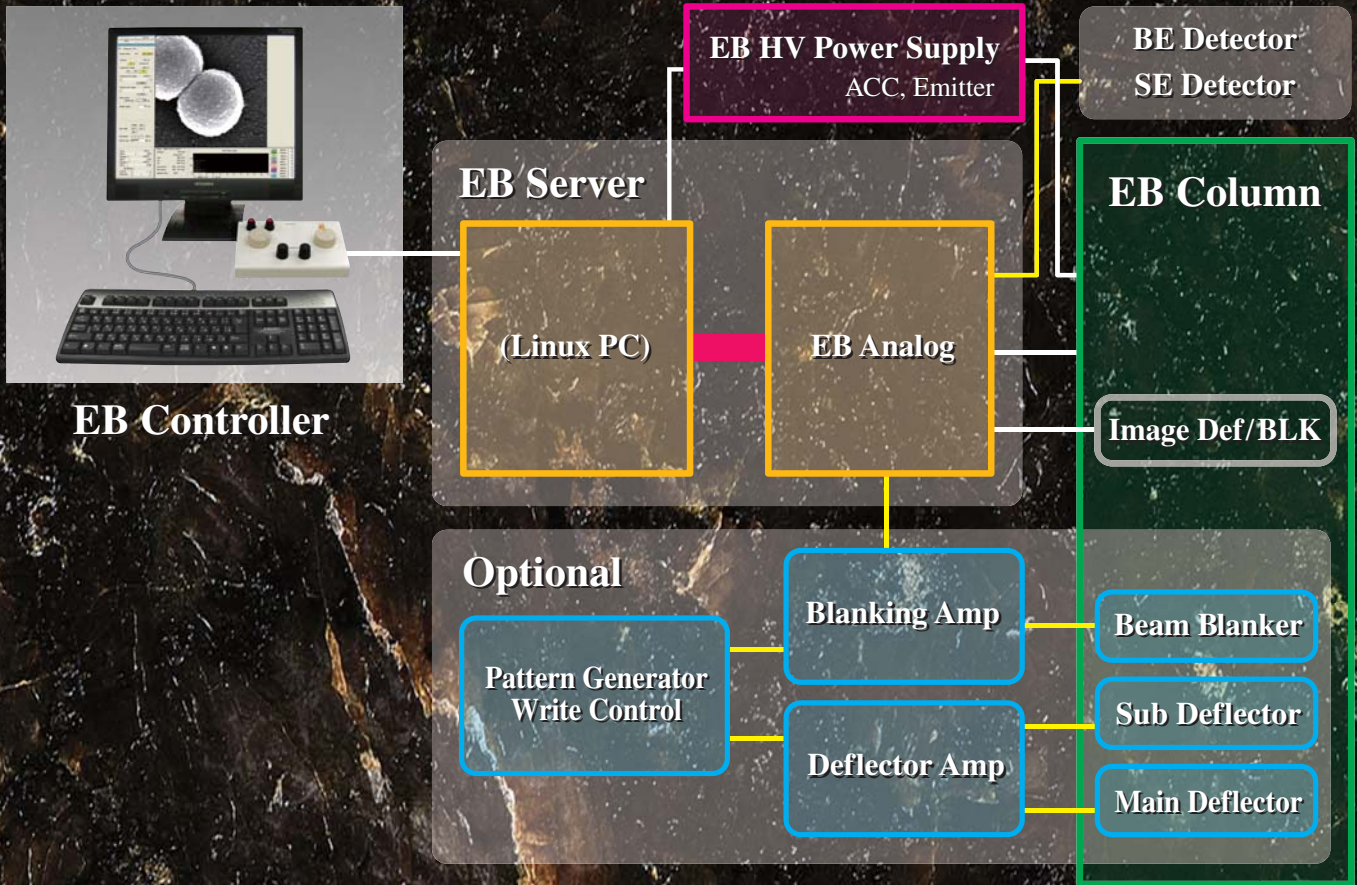 EB HV Power Supply
ACC, Emitter
BE Detector
SE Detector
EB Server
EB Column
(Linux PC)
EB Analog
EB Controller
Image Def/BLK
Optional
Blanking Amp
Beam Blanker
Pattern Generator
Write Control
Sub Deflector
Deflector Amp
Main Deflector